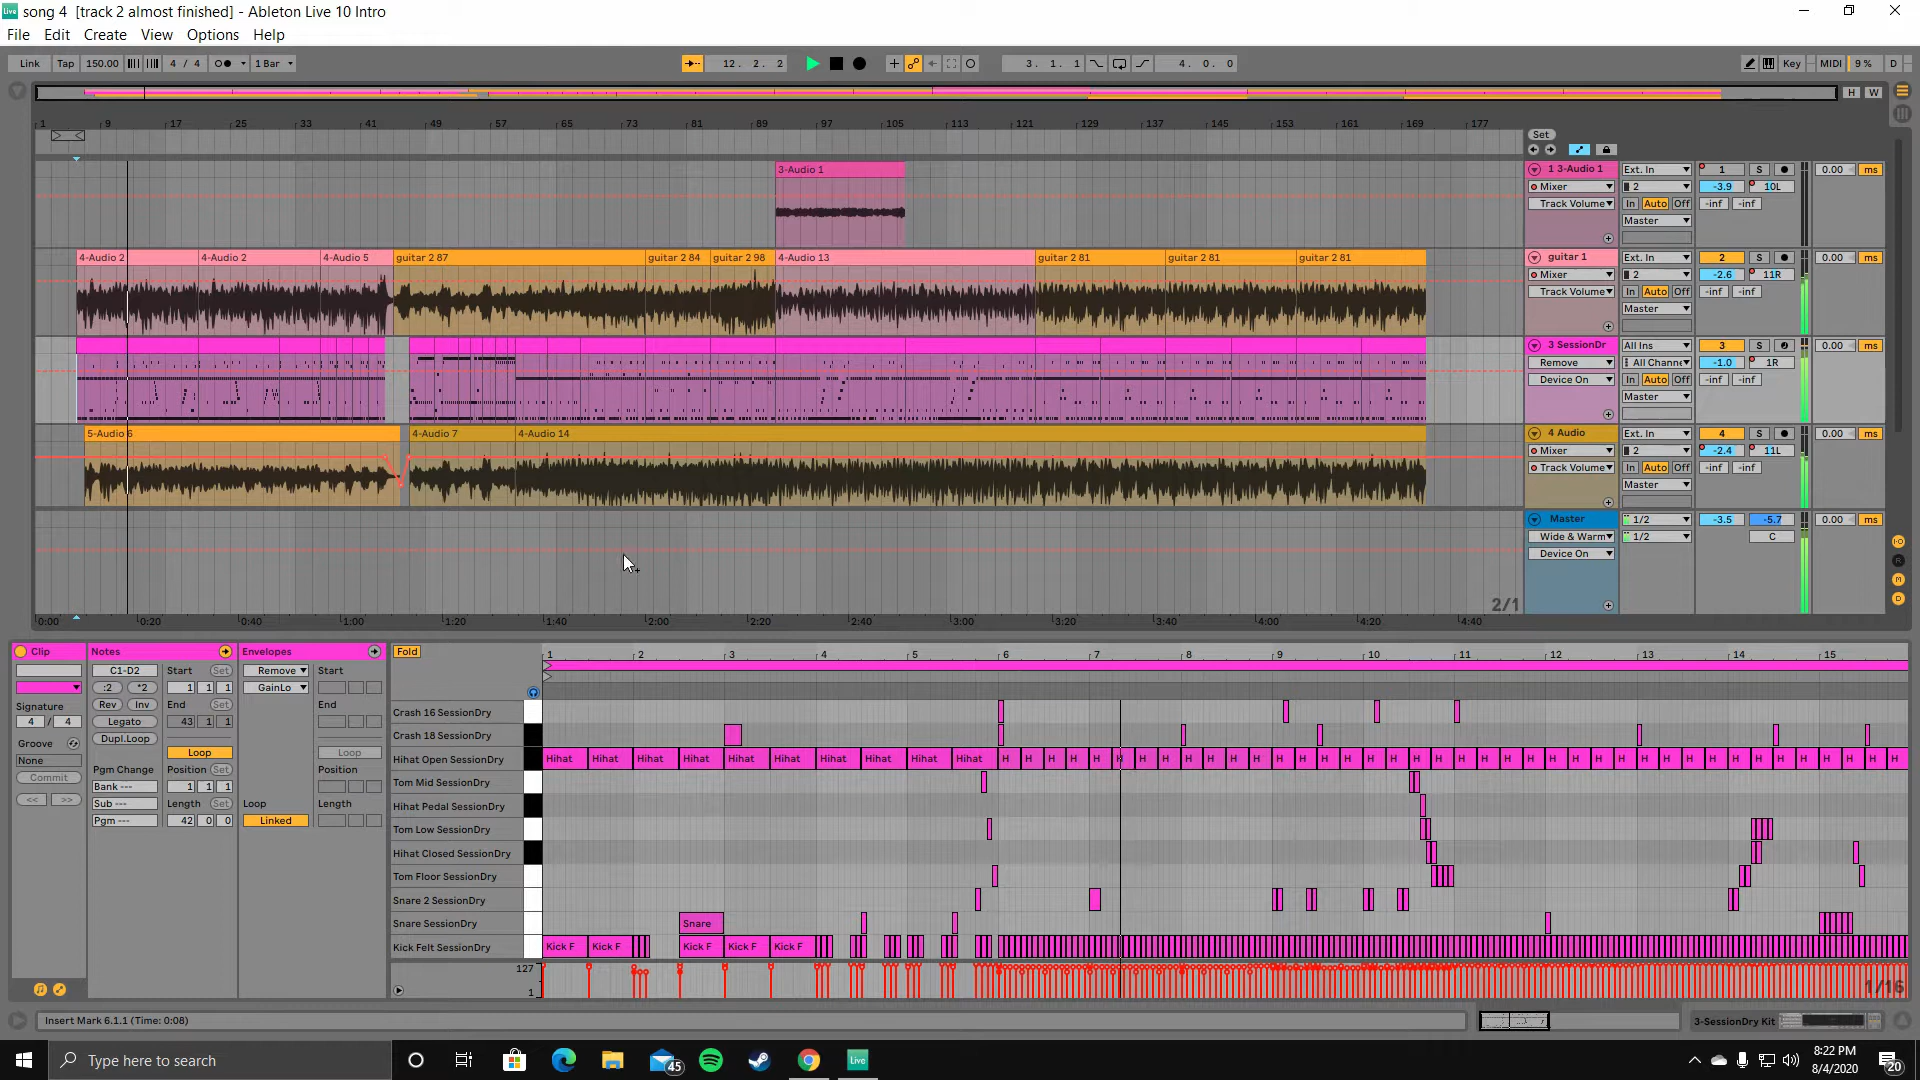 song 4  [track 2 almost finished] - Ableton Live 10 Intro
File Edit Create View Options Help
Link Tap 150.00 4 / 4 1 Bar 12. 2. 2 3. 1. 1 4. 0. 0 Key MIDI 9 % D
H W
1 9 17 25 33 41 49 57 65 73 81 89 97 105 113 121 129 137 145 153 161 169 177
Set
3-Audio 1 1 3-Audio 1 Ext. In 1 S 0.00 ms
Mixer 2 -3.9 10L
Track Volume In Auto Off -inf -inf
Master
4-Audio 2 4-Audio 2 4-Audio 5 guitar 2 87 guitar 2 84 guitar 2 98 4-Audio 13 guitar 2 81 guitar 2 81 guitar 2 81 guitar 1 Ext. In 2 S 0.00 ms
Mixer 2 -2.6 11R
Track Volume In Auto Off -inf -inf
Master
3 SessionDr All Ins 3 S 0.00 ms
Remove All Channe -1.0 1R
Device On In Auto Off -inf -inf
Master
5-Audio 6 4-Audio 7 4-Audio 14 4 Audio Ext. In 4 S 0.00 ms
Mixer 2 -2.4 11L
Track Volume In Auto Off -inf -inf
Master
Master 1/2 -3.5 -5.7 0.00 ms
Wide & Warm 1/2 C
Device On
2/1
0:00 0:20 0:40 1:00 1:20 1:40 2:00 2:20 2:40 3:00 3:20 3:40 4:00 4:20 4:40
Clip Notes Envelopes Fold 1 2 3 4 5 6 7 8 9 10 11 12 13 14 15
C1-D2 Start Set Remove Start
:2 *2 1 1 1 GainLo
Signature Rev Inv End Set End
4 / 4 Legato 43 1 1
Groove Dupl.Loop Loop Loop
None Pgm Change Position Set Position
Commit Bank --- 1 1 1
<< >> Sub --- Length Set Loop Length
Pgm --- 42 0 0 Linked
Crash 16 SessionDry
Crash 18 SessionDry
Hihat Open SessionDry Hihat Hihat Hihat Hihat Hihat Hihat Hihat Hihat Hihat Hihat H H H H H H H H H H H H H H H H H H H H H H H H H H H H H H H H H H H H H H H H
Tom Mid SessionDry
Hihat Pedal SessionDry
Tom Low SessionDry
Hihat Closed SessionDry
Tom Floor SessionDry
Snare 2 SessionDry
Snare SessionDry Snare
Kick Felt SessionDry Kick F Kick F Kick F Kick F Kick F
127
1
1/16
Insert Mark 6.1.1 (Time: 0:08) 3-SessionDry Kit
Type here to search 45 Live 8:22 PM
8/4/2020 20